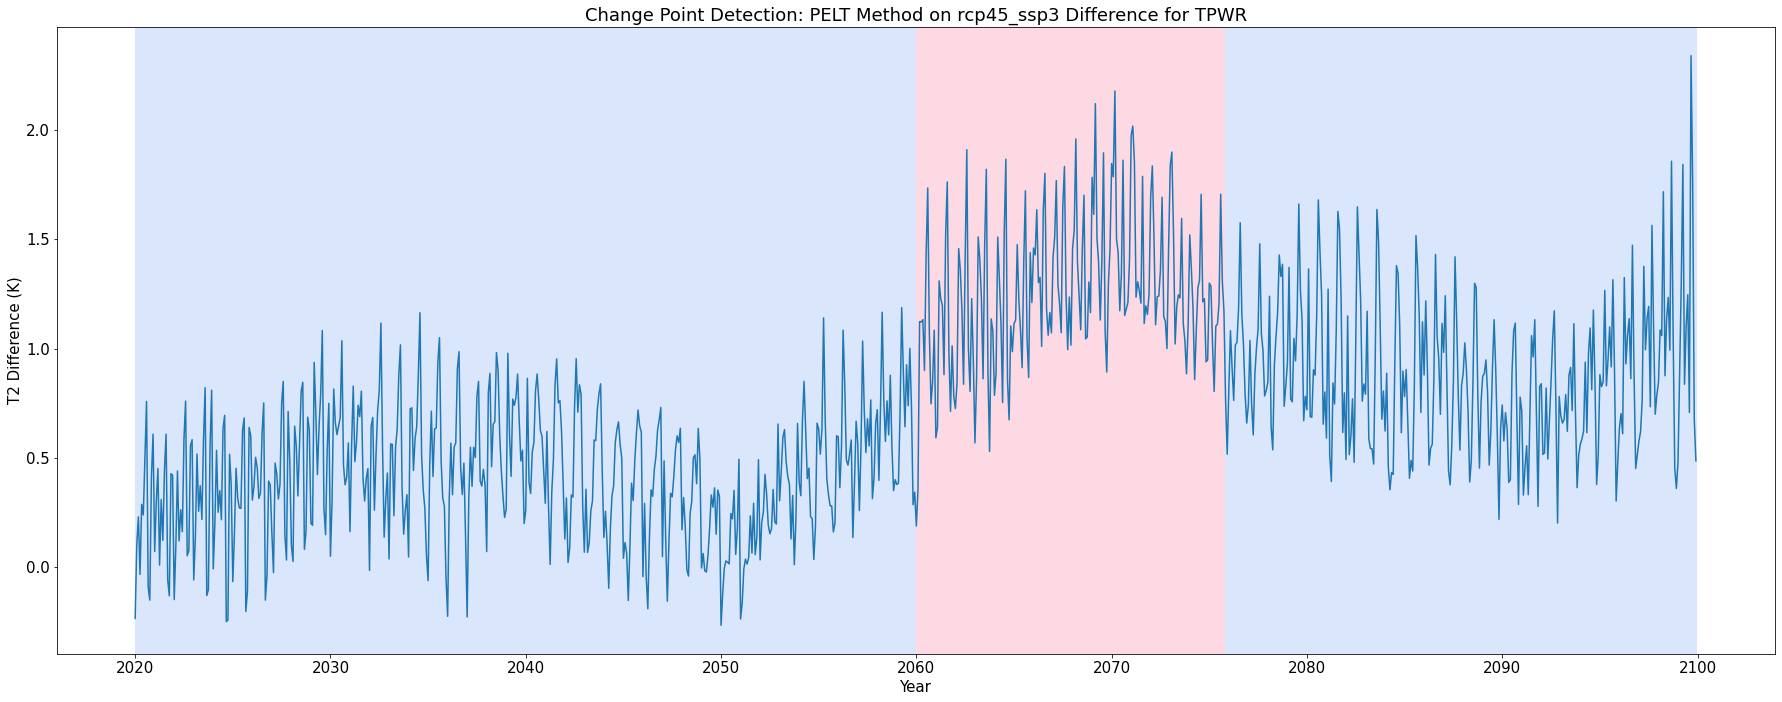 Change Point Detection: PELT Method on rcp45_ssp3 Difference for TPWR
T2 Difference (K)
2.0
1.5
1.0
0.5
0.0
2020 2030 2040 2050 2060 2070 2080 2090 2100
Year